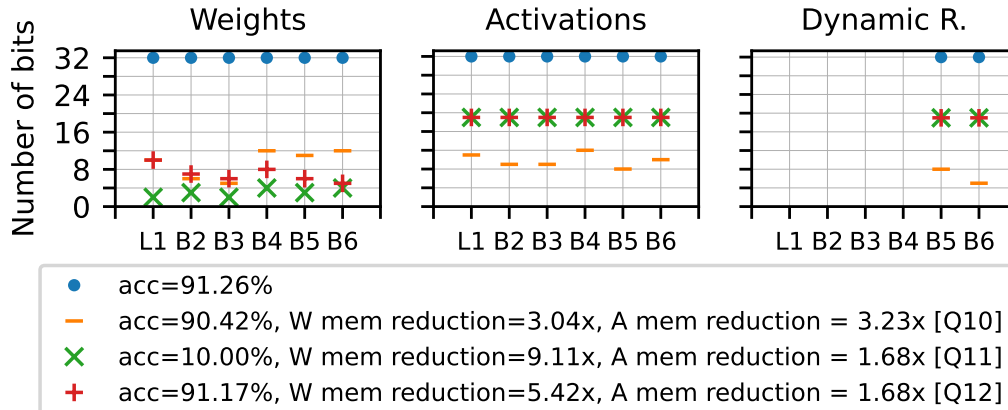 Weights Activations Dynamic R.
Number of bits
32
24
16
8
0
L1 B2 B3 B4 B5 B6 L1 B2 B3 B4 B5 B6 L1 B2 B3 B4 B5 B6
acc=91.26%
acc=90.42%, W mem reduction=3.04x, A mem reduction = 3.23x [Q10]
acc=10.00%, W mem reduction=9.11x, A mem reduction = 1.68x [Q11]
acc=91.17%, W mem reduction=5.42x, A mem reduction = 1.68x [Q12]